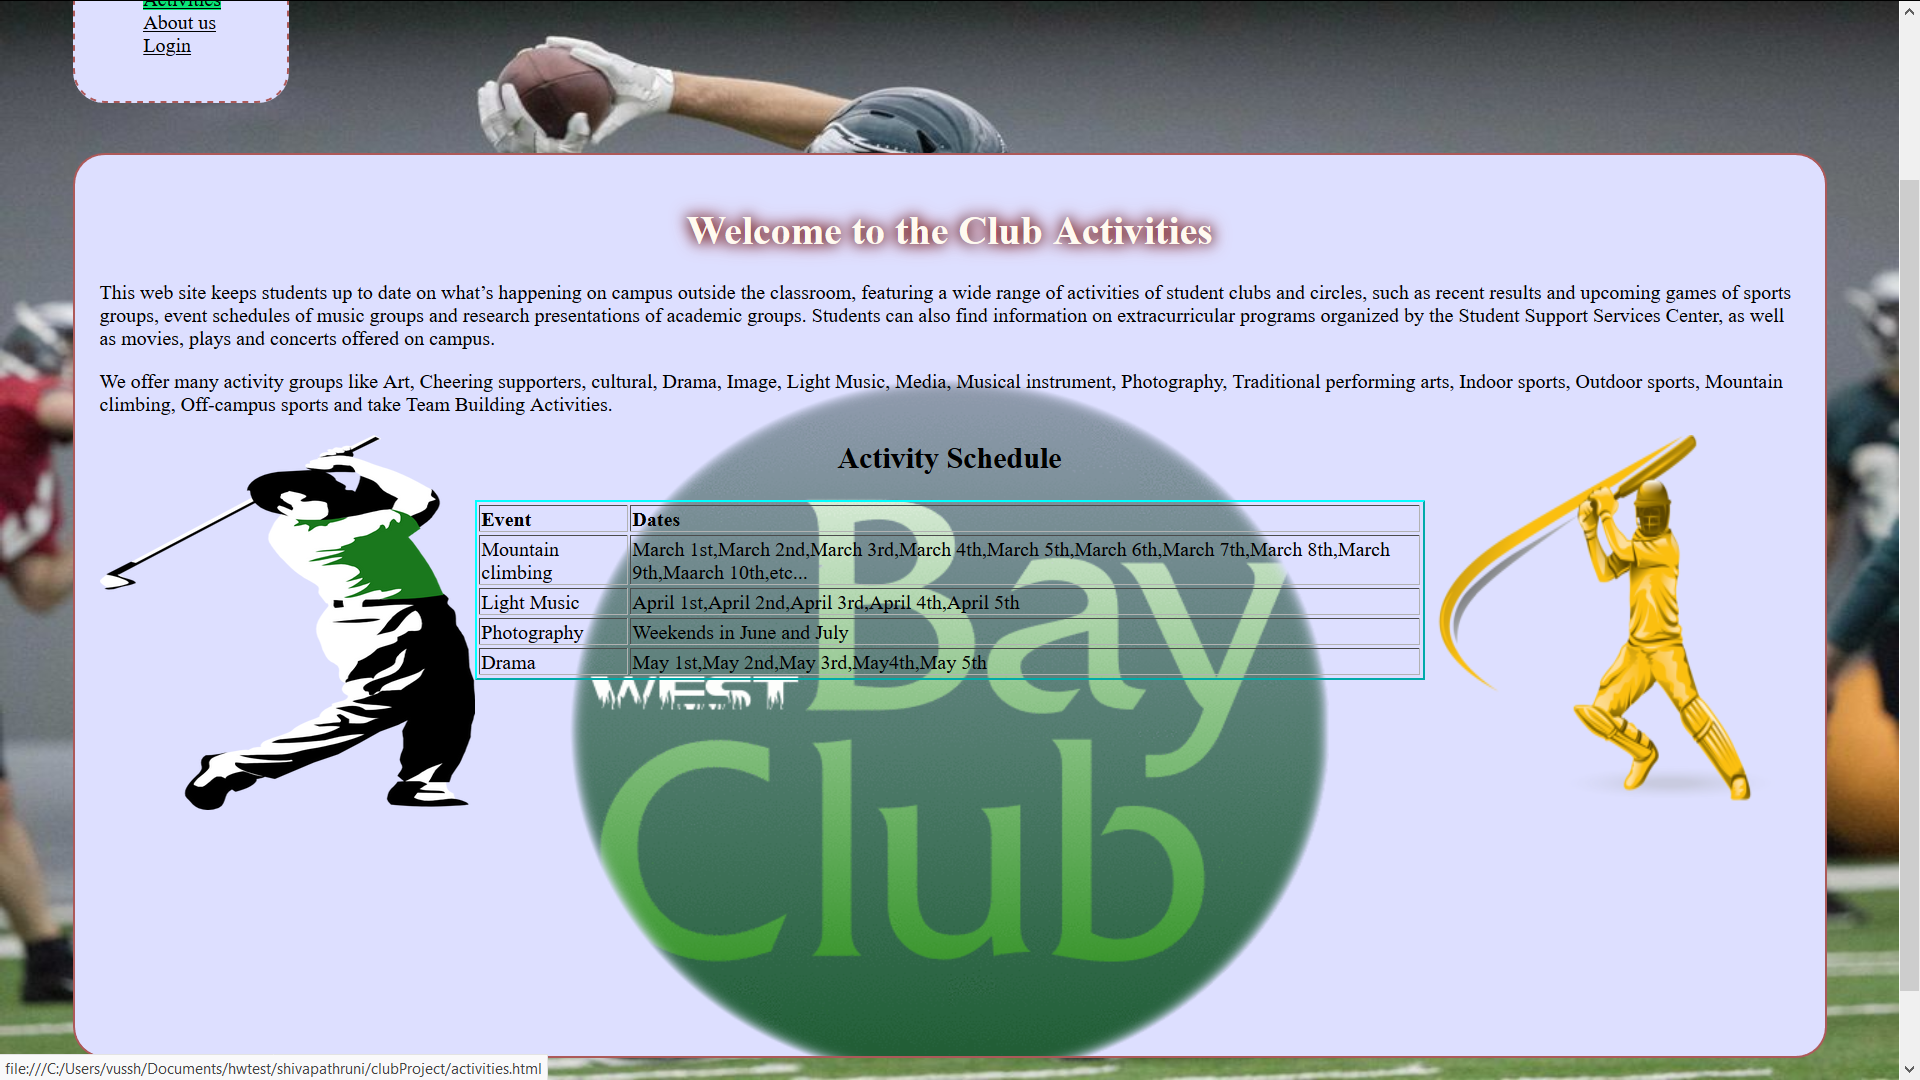 Activities
About us
Login
Welcome to the Club Activities
This web site keeps students up to date on what’s happening on campus outside the classroom, featuring a wide range of activities of student clubs and circles, such as recent results and upcoming games of sports
groups, event schedules of music groups and research presentations of academic groups. Students can also find information on extracurricular programs organized by the Student Support Services Center, as well
as movies, plays and concerts offered on campus.
We offer many activity groups like Art, Cheering supporters, cultural, Drama, Image, Light Music, Media, Musical instrument, Photography, Traditional performing arts, Indoor sports, Outdoor sports, Mountain
climbing, Off-campus sports and take Team Building Activities.
Activity Schedule
Event Dates
Mountain climbing March 1st,March 2nd,March 3rd,March 4th,March 5th,March 6th,March 7th,March 8th,March
9th,Maarch 10th,etc...
Light Music April 1st,April 2nd,April 3rd,April 4th,April 5th
Photography Weekends in June and July
Drama May 1st,May 2nd,May 3rd,May4th,May 5th
WEST Bay
Club
file:///C:/Users/vussh/Documents/hwtest/shivapathruni/clubProject/activities.html